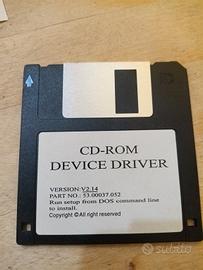 CD-ROM
DEVICE DRIVER
VERSION:V2.14
PART NO : 53.00037.052
Run setup from DOS command line
to install.
Copyright ©All right reserved
subito